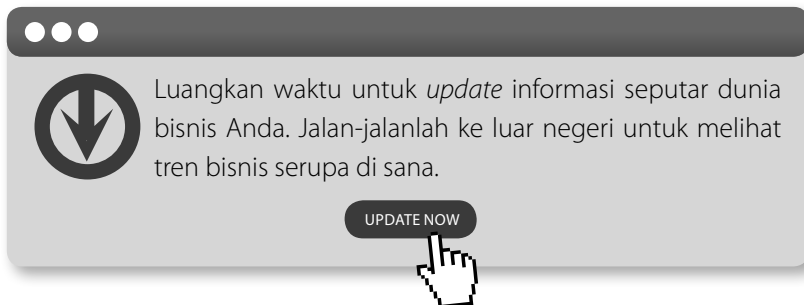 Luangkan waktu untuk update informasi seputar dunia
bisnis Anda. Jalan-jalanlah ke luar negeri untuk melihat
tren bisnis serupa di sana.
UPDATE NOW